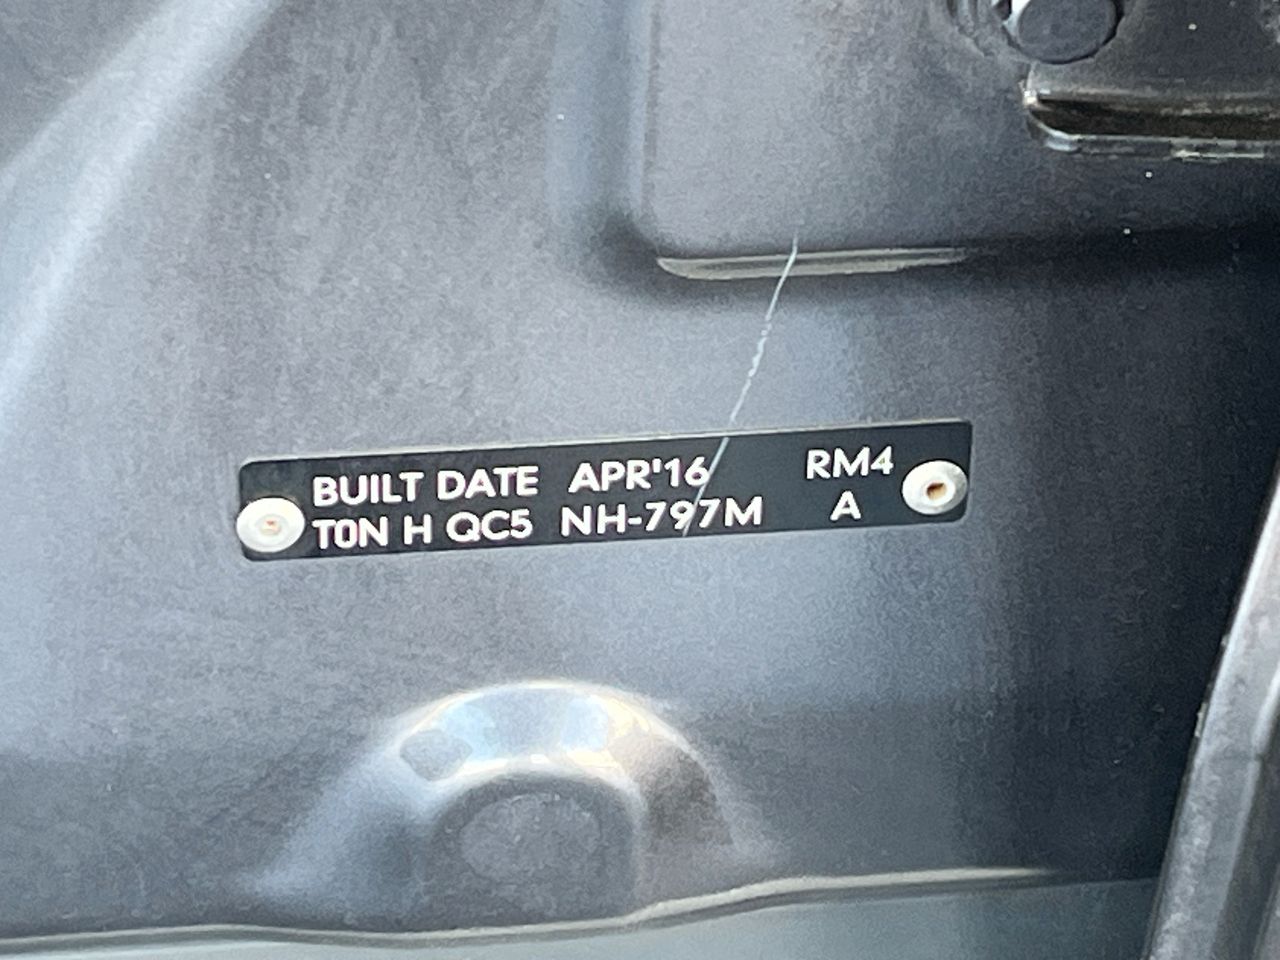 BUILT DATE APR'16 RM4
T0N H QC5 NH-797M A